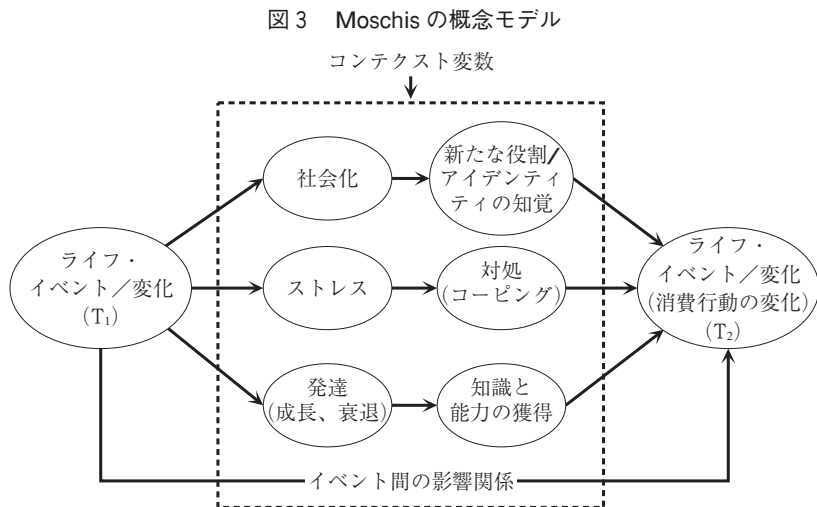 図3 Moschis の概念モデル
コンテクスト変数
社会化
新たな役割/
アイデンティ
ティの知覚
ライフ・
イベント／変化
(T₁)
ストレス
対処
(コーピング)
ライフ・
イベント／変化
(消費行動の変化)
(T₂)
発達
(成長、衰退)
知識と
能力の獲得
イベント間の影響関係